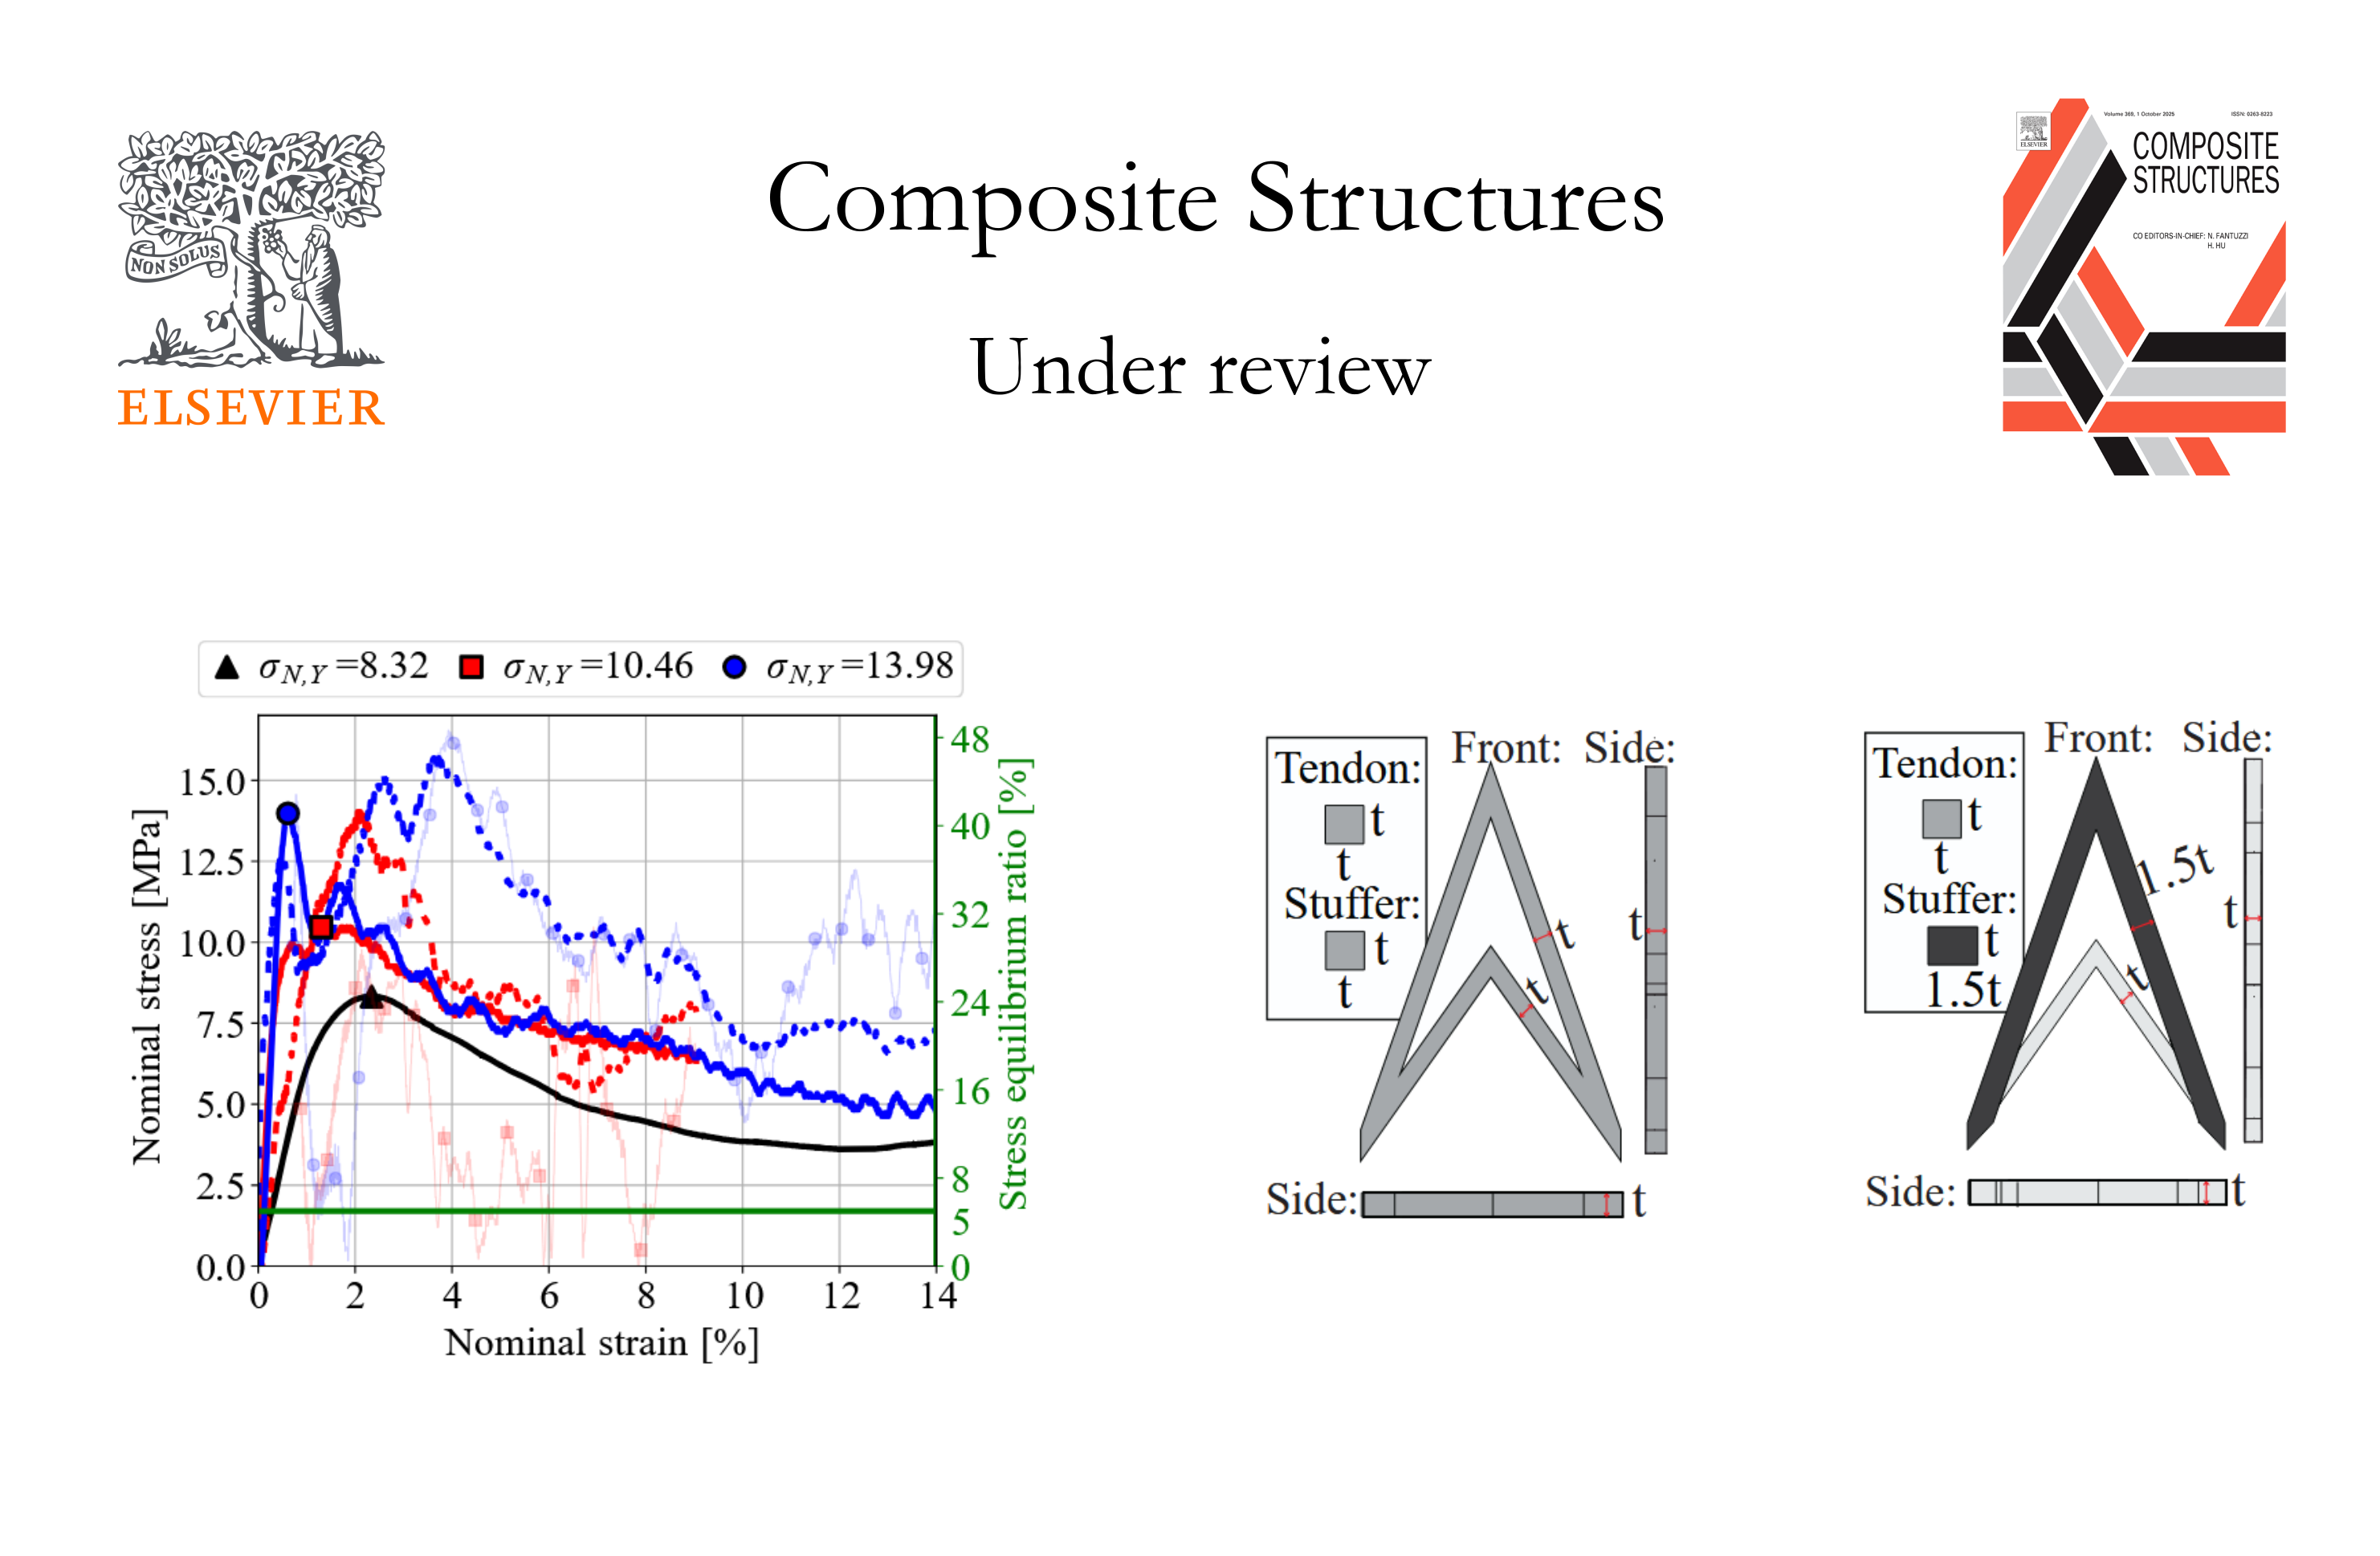 Composite Structures
Under review
NON SOLUS
ELSEVIER
Volume 369, 1 October 2025
ISSN: 0263-8223
ELSEVIER
COMPOSITE
STRUCTURES
CO EDITORS-IN-CHIEF: N. FANTUZZI
H. HU
σN,Y =8.32
σN,Y =10.46
σN,Y =13.98
Nominal stress [MPa]
15.0
12.5
10.0
7.5
5.0
2.5
0.0
0 2 4 6 8 10 12 14
Nominal strain [%]
48
40
32
24
16
8
5
0
Stress equilibrium ratio [%]
Tendon:
t
t
Stuffer:
t
t
Front: Side:
t
t
t
Side: t
Tendon:
t
t
Stuffer:
t
1.5t
Front: Side:
1.5t
t
t
Side: t